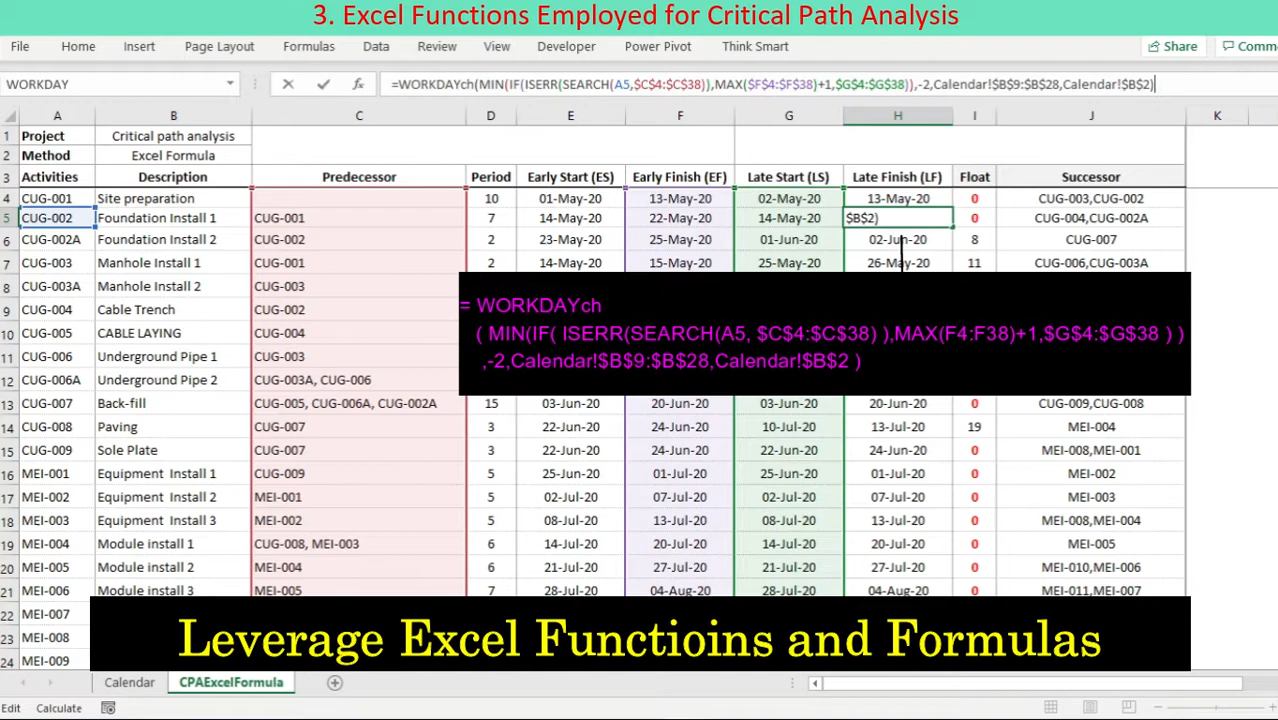 3. Excel Functions Employed for Critical Path Analysis
File Home Insert Page Layout Formulas Data Review View Developer Power Pivot Think Smart Share Comm
WORKDAY =WORKDAYch(MIN(IF(ISERR(SEARCH(A5,$C$4:$C$38)),MAX($F$4:$F$38)+1,$G$4:$G$38)),-2,Calendar!$B$9:$B$28,Calendar!$B$2)
A B C D E F G H I J K
1 Project Critical path analysis
2 Method Excel Formula
3 Activities Description Predecessor Period Early Start (ES) Early Finish (EF) Late Start (LS) Late Finish (LF) Float Successor
4 CUG-001 Site preparation 10 01-May-20 13-May-20 02-May-20 13-May-20 0 CUG-003,CUG-002
5 CUG-002 Foundation Install 1 CUG-001 7 14-May-20 22-May-20 14-May-20 $B$2) 0 CUG-004,CUG-002A
6 CUG-002A Foundation Install 2 CUG-002 2 23-May-20 25-May-20 01-Jun-20 02-Jun-20 8 CUG-007
7 CUG-003 Manhole Install 1 CUG-001 2 14-May-20 15-May-20 25-May-20 26-May-20 11 CUG-006,CUG-003A
8 CUG-003A Manhole Install 2 CUG-003
9 CUG-004 Cable Trench CUG-002
10 CUG-005 CABLE LAYING CUG-004
11 CUG-006 Underground Pipe 1 CUG-003
12 CUG-006A Underground Pipe 2 CUG-003A, CUG-006
= WORKDAYch
( MIN(IF( ISERR(SEARCH(A5, $C$4:$C$38) ),MAX(F4:F38)+1,$G$4:$G$38 ) )
,-2,Calendar!$B$9:$B$28,Calendar!$B$2 )
13 CUG-007 Back-fill CUG-005, CUG-006A, CUG-002A 15 03-Jun-20 20-Jun-20 03-Jun-20 20-Jun-20 0 CUG-009,CUG-008
14 CUG-008 Paving CUG-007 3 22-Jun-20 24-Jun-20 10-Jul-20 13-Jul-20 19 MEI-004
15 CUG-009 Sole Plate CUG-007 3 22-Jun-20 24-Jun-20 22-Jun-20 24-Jun-20 0 MEI-008,MEI-001
16 MEI-001 Equipment Install 1 CUG-009 5 25-Jun-20 01-Jul-20 25-Jun-20 01-Jul-20 0 MEI-002
17 MEI-002 Equipment Install 2 MEI-001 5 02-Jul-20 07-Jul-20 02-Jul-20 07-Jul-20 0 MEI-003
18 MEI-003 Equipment Install 3 MEI-002 5 08-Jul-20 13-Jul-20 08-Jul-20 13-Jul-20 0 MEI-008,MEI-004
19 MEI-004 Module install 1 CUG-008, MEI-003 6 14-Jul-20 20-Jul-20 14-Jul-20 20-Jul-20 0 MEI-005
20 MEI-005 Module install 2 MEI-004 6 21-Jul-20 27-Jul-20 21-Jul-20 27-Jul-20 0 MEI-010,MEI-006
21 MEI-006 Module install 3 MEI-005 7 28-Jul-20 04-Aug-20 28-Jul-20 04-Aug-20 0 MEI-011,MEI-007
22 MEI-007
23 MEI-008
24 MEI-009
Leverage Excel Functioins and Formulas
Calendar CPAExcelFormula
Edit Calculate